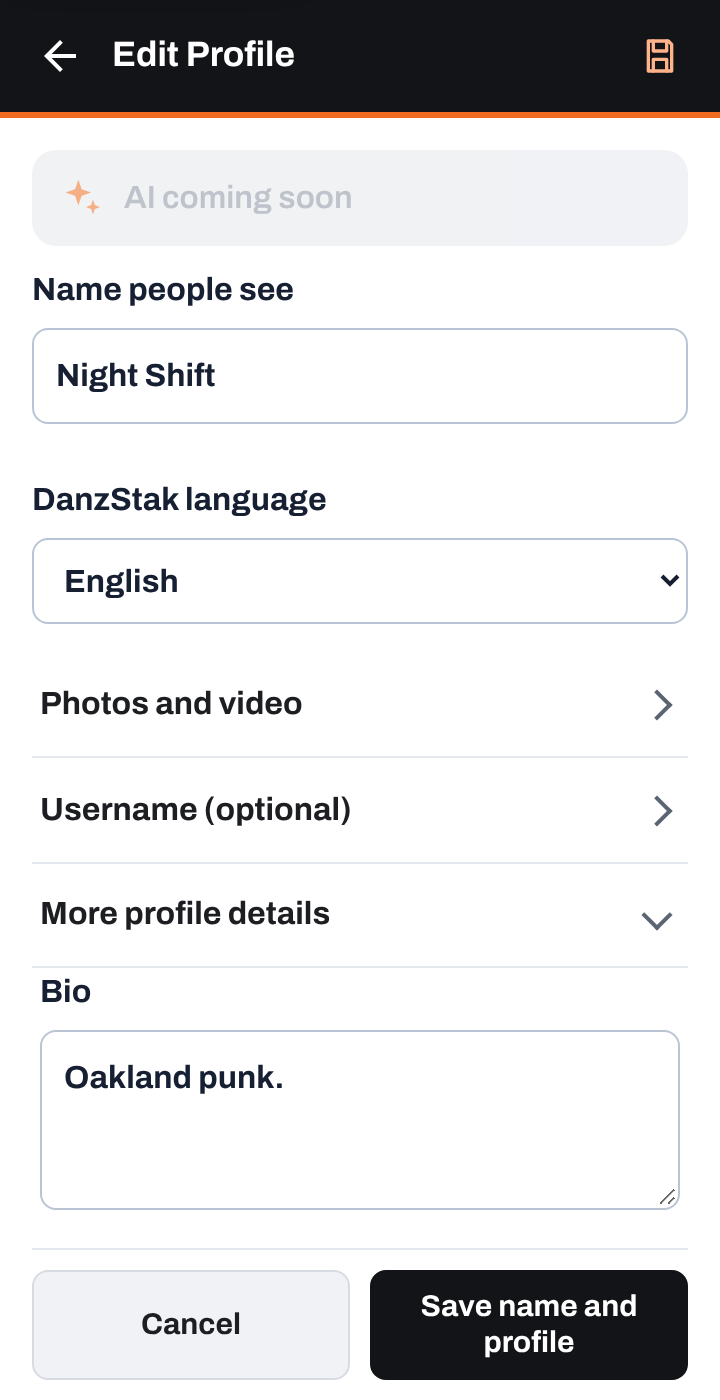 Edit Profile
AI coming soon
Name people see
Night Shift
DanzStak language
English
Photos and video
Username (optional)
More profile details
Bio
Oakland punk.
Cancel
Save name and
profile